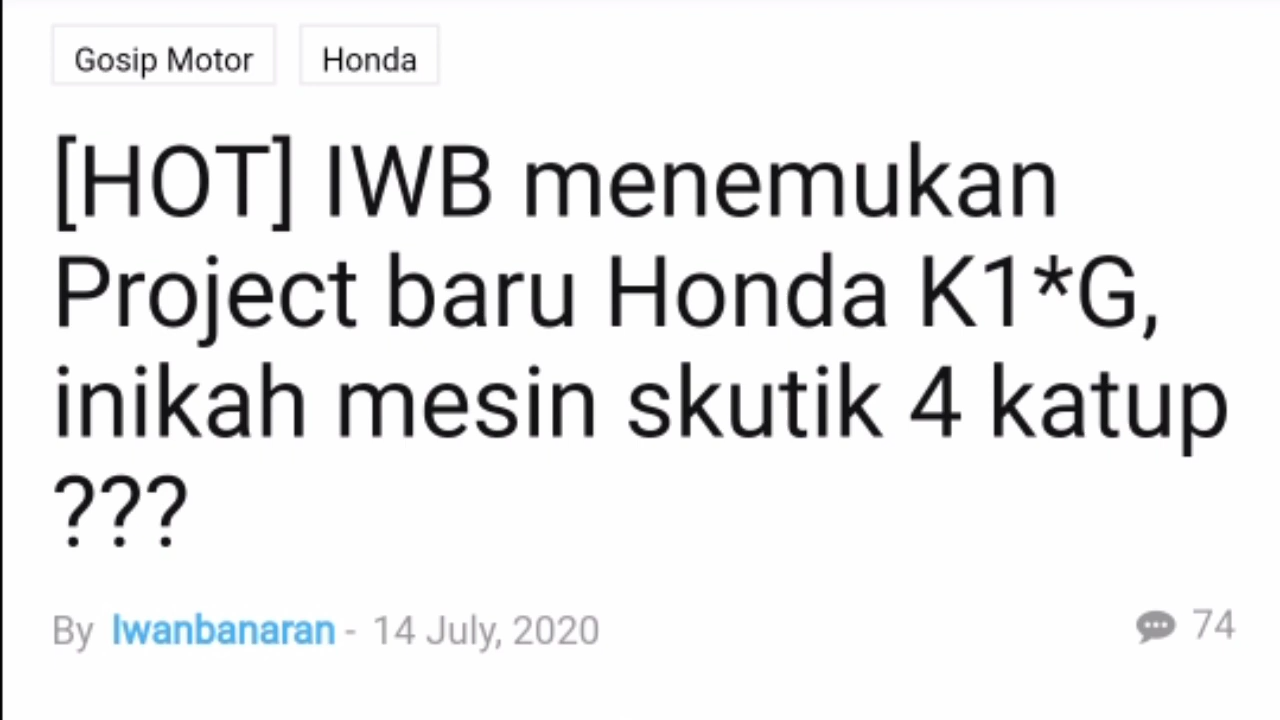 Gosip Motor Honda
[HOT] IWB menemukan
Project baru Honda K1*G,
inikah mesin skutik 4 katup
???
By Iwanbanaran - 14 July, 2020 74